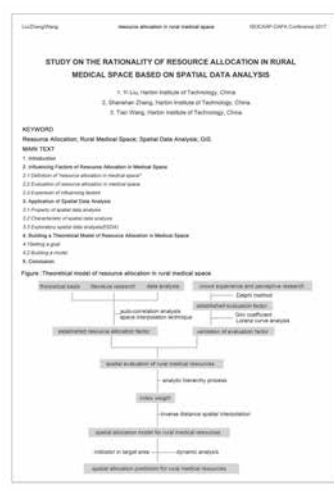 Liu/Zheng/Wang resource allocation in rural medical space ISOCARP-OAPA Conference 2017
STUDY ON THE RATIONALITY OF RESOURCE ALLOCATION IN RURAL
MEDICAL SPACE BASED ON SPATIAL DATA ANALYSIS
1. Yi Liu, Harbin Institute of Technology, China
2. Shanshan Zheng, Harbin Institute of Technology, China
3. Tian Wang, Harbin Institute of Technology, China
KEYWORD
Resource Allocation; Rural Medical Space; Spatial Data Analysis; GIS.
MAIN TEXT
1. Introduction
2. Influencing Factors of Resource Allocation in Medical Space
2.1 Definition of "resource allocation in medical space"
2.2 Evaluation of resource allocation in medical space
2.3 Expansion of influencing factors
3. Application of Spatial Data Analysis
3.1 Property of spatial data analysis
3.2 Characteristic of spatial data analysis
3.3 Exploratory spatial data analysis(ESDA)
4. Building a Theoretical Model of Resource Allocation in Medical Space
4.1 Setting a goal
4.2 Building a model
5. Conclusion
Figure: Theoretical model of resource allocation in rural medical space
theoretical basis literature research data analysis crowd experience and perceptive research
Delphi method
auto-correlation analysis
space interpolation technique
established evaluation factor
Gini coefficient
Lorenz curve analysis
established resource allocation factor validation of evaluation factor
spatial evaluation of rural medical resources
analytic hierarchy process
index weight
inverse distance spatial interpolation
spatial allocation model for rural medical resources
indicator in target area dynamic analysis
spatial allocation prediction for rural medical resources